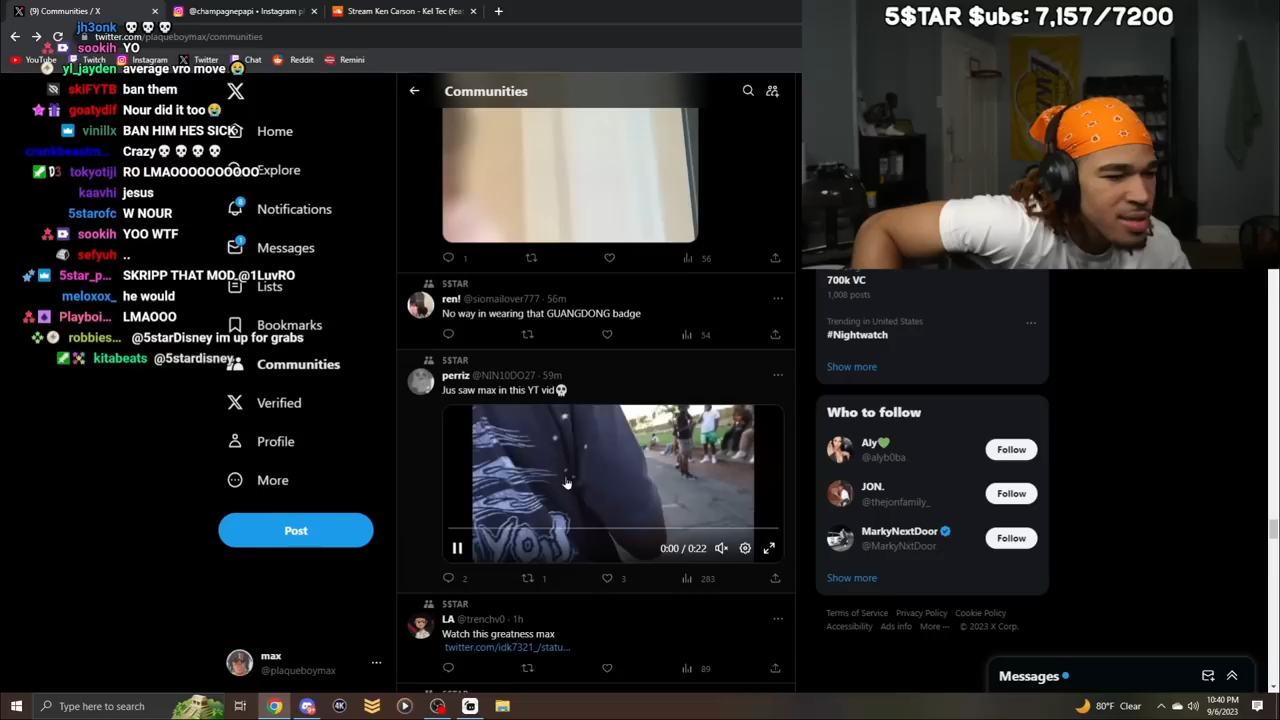 (9) Communities / X
@champagnepapi • Instagram p
Stream Ken Carson - Kel Tec (fea
twitter.com/plaqueboymax/communities
YouTube
Twitch
Instagram
Twitter
Chat
Reddit
Remini
5$TAR $ubs: 7,157/7200
jh3onk 💀💀💀
sookih YO
yl_jayden average vro move 😭
skiFYTB ban them
goatydif Nour did it too😭
vinillx BAN HIM HES SICK
Crazy💀💀💀💀
tokyotiji RO LMAOOOOOOOOOO
kaavhi jesus
5starofc W NOUR
sookih YOO WTF
sefyuh ..
5star_p... SKRIPP THAT MOD @1LuvRO
meloxox_ he would
Playboi... LMAOOO
robbies... @5starDIsney im up for grabs
kitabeats @5stardisney
Home
Explore
8
Notifications
1
Messages
Lists
Bookmarks
Communities
Verified
Profile
More
Post
max
@plaqueboymax
Communities
1
56
5$TAR
ren! @siomailover777 · 56m
No way in wearing that GUANGDONG badge
54
5$TAR
perriz @NIN10DO27 · 59m
Jus saw max in this YT vid💀
0:00 / 0:22
2
1
3
283
5$TAR
LA @trenchv0 · 1h
Watch this greatness max
twitter.com/idk7321_/statu...
89
700k VC
1,008 posts
Trending in United States
#Nightwatch
Show more
Who to follow
Aly💚
@alyb0ba
Follow
JON.
@thejonfamily_
Follow
MarkyNextDoor
@MarkyNxtDoor
Follow
Show more
Terms of Service Privacy Policy Cookie Policy
Accessibility Ads info More ··· © 2023 X Corp.
Messages
Type here to search
80°F Clear
10:40 PM
9/6/2023